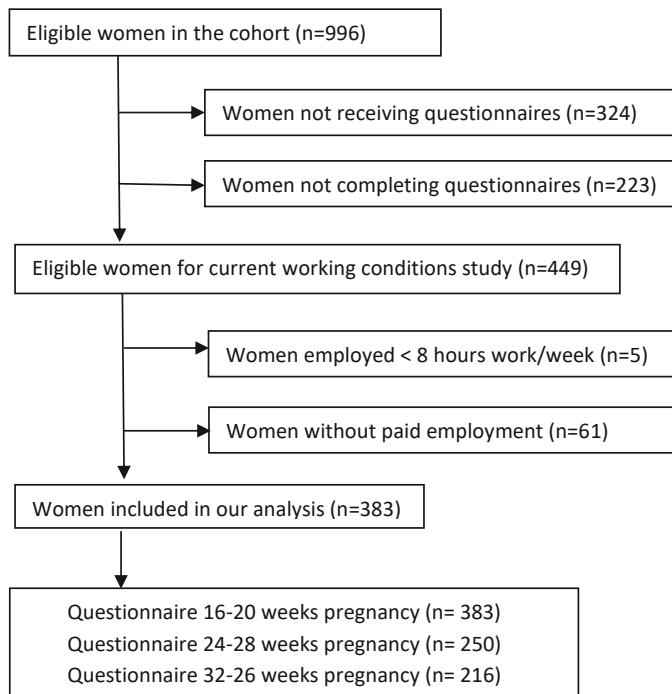 Eligible women in the cohort (n=996)
Women not receiving questionnaires (n=324)
Women not completing questionnaires (n=223)
Eligible women for current working conditions study (n=449)
Women employed < 8 hours work/week (n=5)
Women without paid employment (n=61)
Women included in our analysis (n=383)
Questionnaire 16-20 weeks pregnancy (n= 383)
Questionnaire 24-28 weeks pregnancy (n= 250)
Questionnaire 32-26 weeks pregnancy (n= 216)